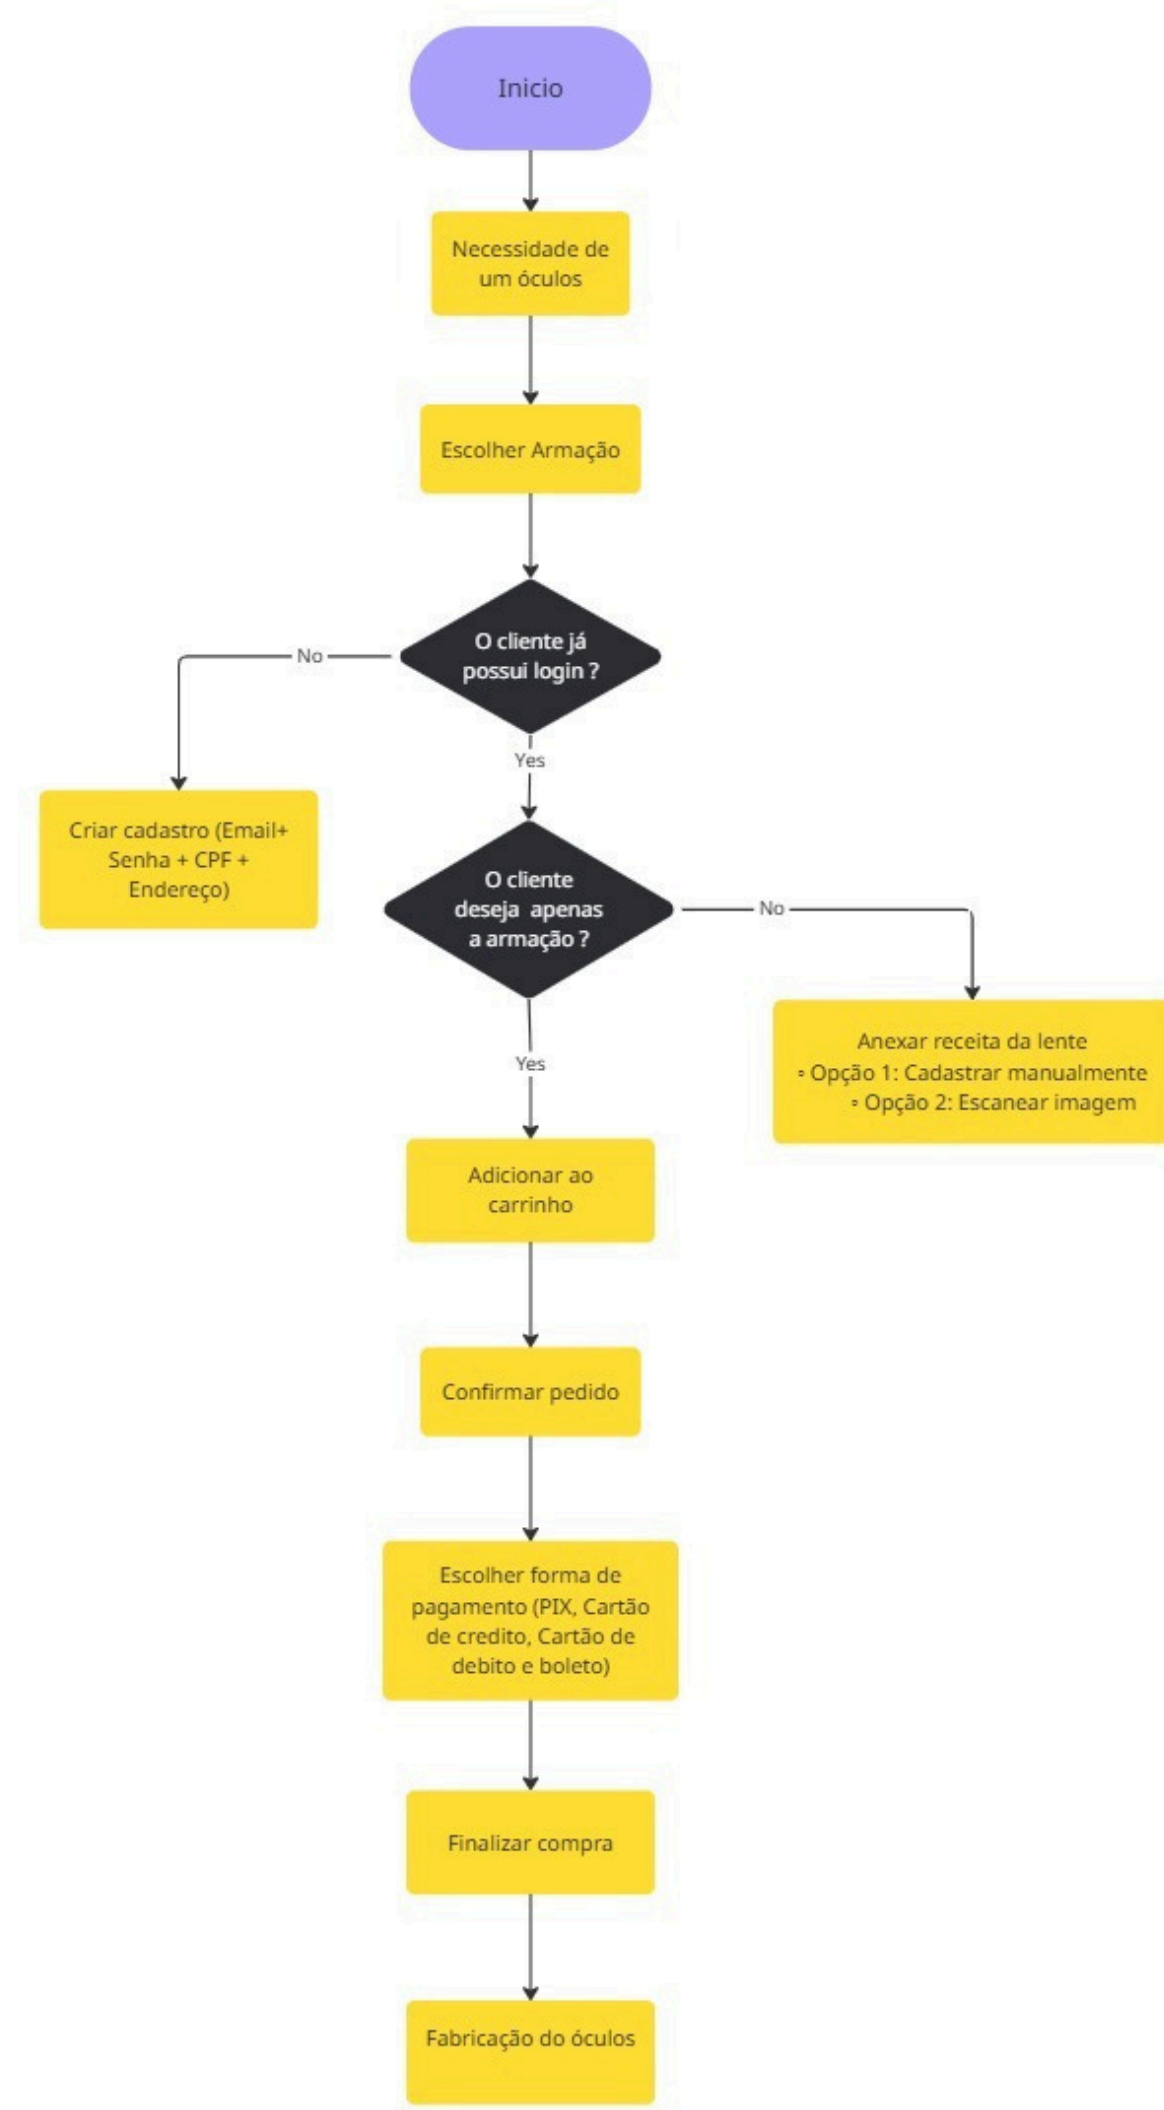 Inicio
Necessidade de
um óculos
Escolher Armação
O cliente já
possui login ?
No
Yes
Criar cadastro (Email+
Senha + CPF +
Endereço)
O cliente
deseja apenas
a armação ?
No
Anexar receita da lente
◦ Opção 1: Cadastrar manualmente
◦ Opção 2: Escanear imagem
Yes
Adicionar ao
carrinho
Confirmar pedido
Escolher forma de
pagamento (PIX, Cartão
de credito, Cartão de
debito e boleto)
Finalizar compra
Fabricação do óculos